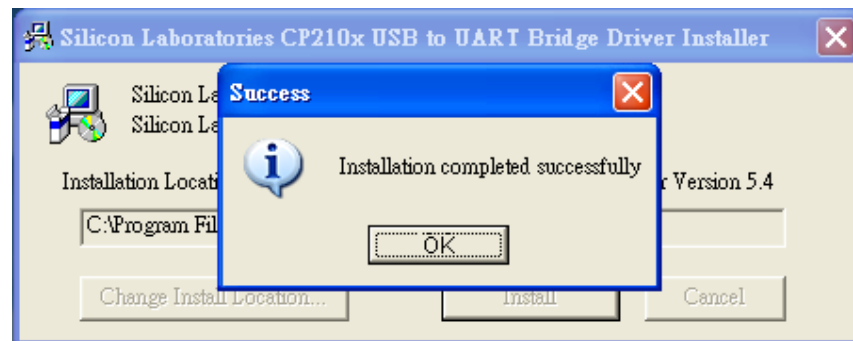 Silicon Laboratories CP210x USB to UART Bridge Driver Installer
Silicon La
Silicon La
Success
Installation completed successfully
Installation Locati
r Version 5.4
C:\Program Fil
OK
Change Install Location...
Install
Cancel